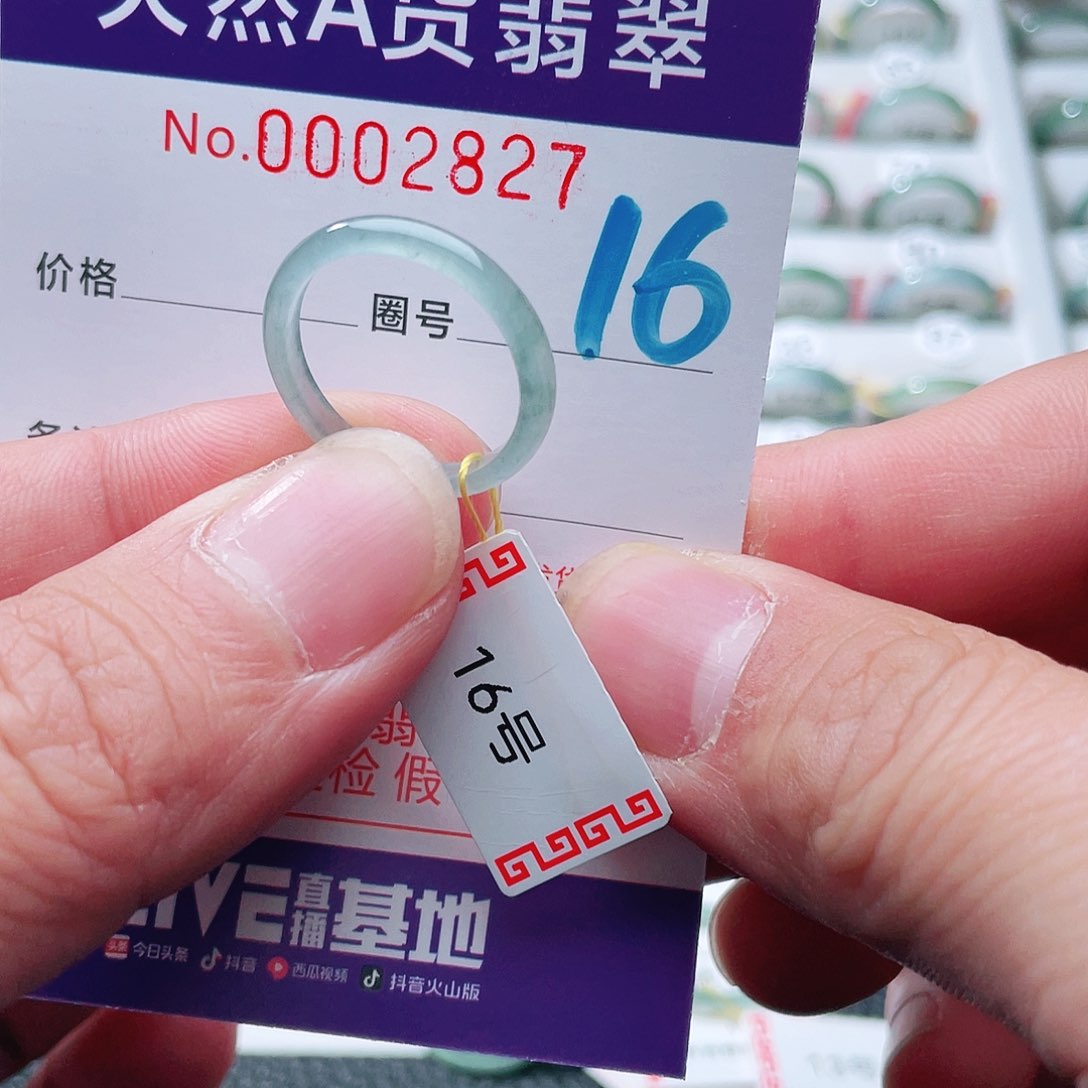 天然A货翡翠
No.0002827
价格 圈号 16
16号
检 假
LIVE 直播 基地
今日头条 抖音 西瓜视频 抖音火山版